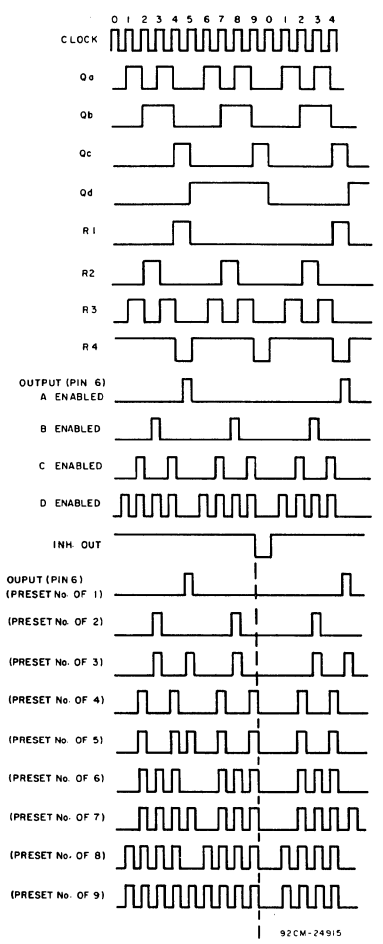 0 1 2 3 4 5 6 7 8 9 0 1 2 3 4
CLOCK
Qa
Qb
Qc
Qd
R1
R2
R3
R4
OUTPUT (PIN 6)
A ENABLED
B ENABLED
C ENABLED
D ENABLED
INH. OUT
OUPUT (PIN 6)
(PRESET No. OF 1)
(PRESET No. OF 2)
(PRESET No. OF 3)
(PRESET No. OF 4)
(PRESET No. OF 5)
(PRESET No. OF 6)
(PRESET No. OF 7)
(PRESET No. OF 8)
(PRESET No. OF 9)
92CM-24915